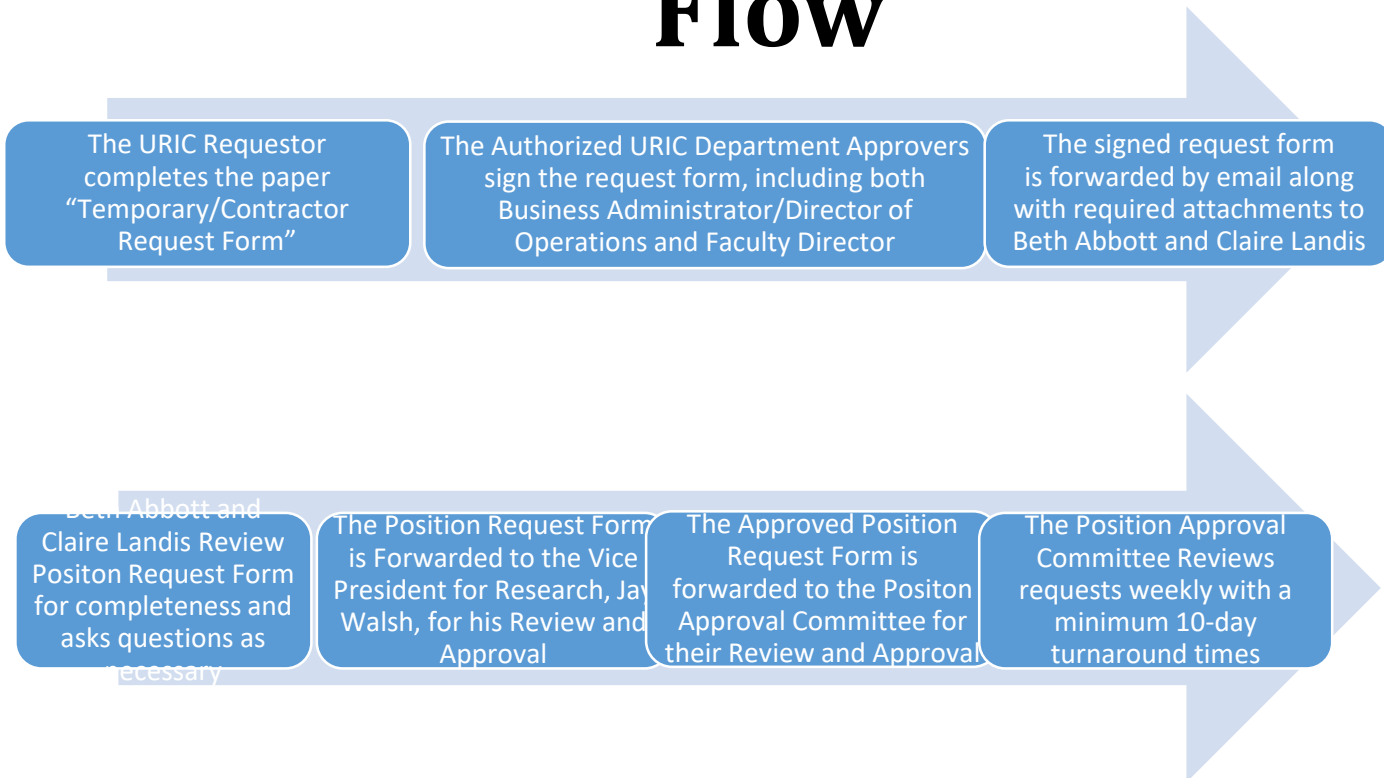 Flow
The URIC Requestor
completes the paper
“Temporary/Contractor
Request Form”
The Authorized URIC Department Approvers
sign the request form, including both
Business Administrator/Director of
Operations and Faculty Director
The signed request form
is forwarded by email along
with required attachments to
Beth Abbott and Claire Landis
Beth Abbott and
Claire Landis Review
Positon Request Form
for completeness and
asks questions as
necessary
The Position Request Form
is Forwarded to the Vice
President for Research, Jay
Walsh, for his Review and
Approval
The Approved Position
Request Form is
forwarded to the Positon
Approval Committee for
their Review and Approval
The Position Approval
Committee Reviews
requests weekly with a
minimum 10-day
turnaround times